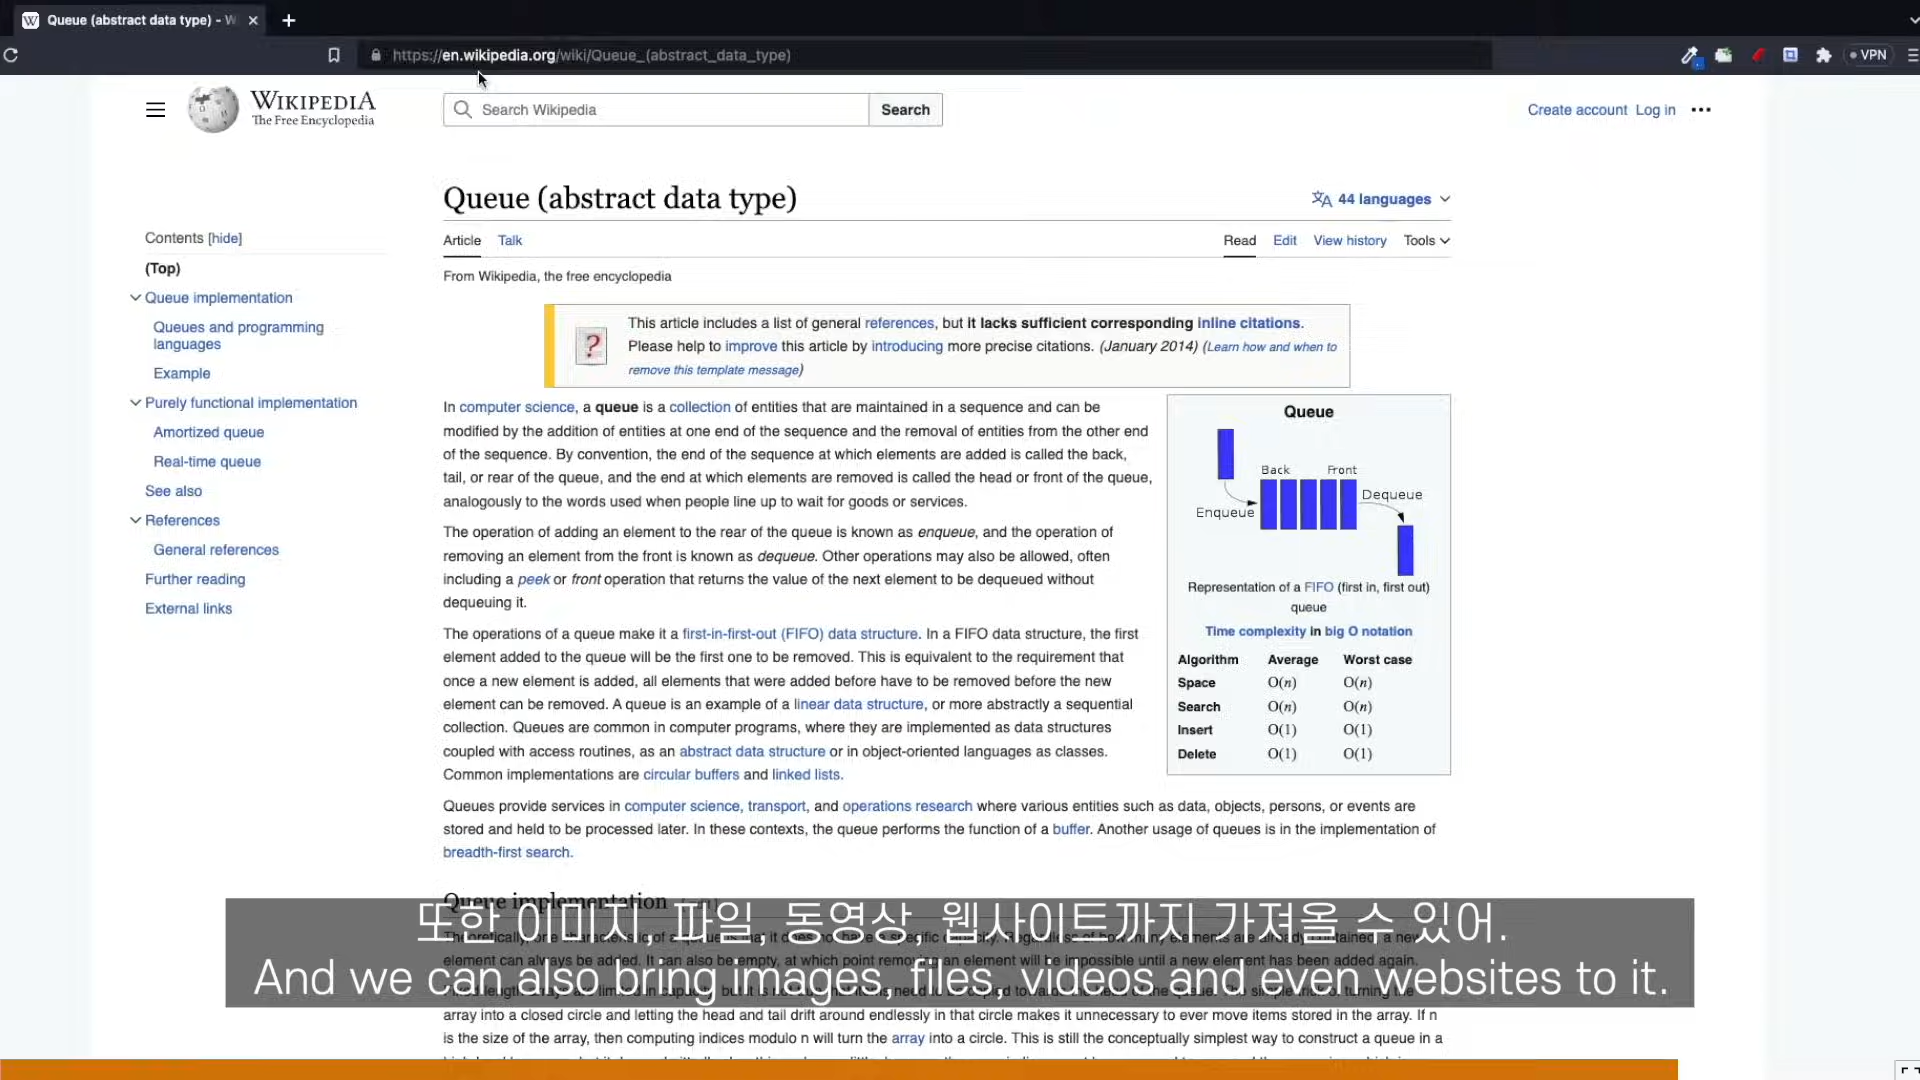 Queue (abstract data type) - W
https://en.wikipedia.org/wiki/Queue_(abstract_data_type)
VPN
WIKIPEDIA
The Free Encyclopedia
Search Wikipedia
Search
Create account Log in
Queue (abstract data type)
44 languages
Contents [hide]
(Top)
Queue implementation
Queues and programming
languages
Example
Purely functional implementation
Amortized queue
Real-time queue
See also
References
General references
Further reading
External links
Article Talk
Read Edit View history Tools
From Wikipedia, the free encyclopedia
This article includes a list of general references, but it lacks sufficient corresponding inline citations.
Please help to improve this article by introducing more precise citations. (January 2014) (Learn how and when to
remove this template message)
In computer science, a queue is a collection of entities that are maintained in a sequence and can be
modified by the addition of entities at one end of the sequence and the removal of entities from the other end
of the sequence. By convention, the end of the sequence at which elements are added is called the back,
tail, or rear of the queue, and the end at which elements are removed is called the head or front of the queue,
analogously to the words used when people line up to wait for goods or services.
The operation of adding an element to the rear of the queue is known as enqueue, and the operation of
removing an element from the front is known as dequeue. Other operations may also be allowed, often
including a peek or front operation that returns the value of the next element to be dequeued without
dequeuing it.
The operations of a queue make it a first-in-first-out (FIFO) data structure. In a FIFO data structure, the first
element added to the queue will be the first one to be removed. This is equivalent to the requirement that
once a new element is added, all elements that were added before have to be removed before the new
element can be removed. A queue is an example of a linear data structure, or more abstractly a sequential
collection. Queues are common in computer programs, where they are implemented as data structures
coupled with access routines, as an abstract data structure or in object-oriented languages as classes.
Common implementations are circular buffers and linked lists.
Queue
Back Front
Dequeue
Enqueue
Representation of a FIFO (first in, first out)
queue
Time complexity in big O notation
Algorithm Average Worst case
Space O(n) O(n)
Search O(n) O(n)
Insert O(1) O(1)
Delete O(1) O(1)
Queues provide services in computer science, transport, and operations research where various entities such as data, objects, persons, or events are
stored and held to be processed later. In these contexts, the queue performs the function of a buffer. Another usage of queues is in the implementation of
breadth-first search.
Queue implementation
또한 이미지, 파일, 동영상, 웹사이트까지 가져올 수 있어.
And we can also bring images, files, videos and even websites to it.
element can always be added. It can also be empty, at which point removing an element will be impossible until a new element has been added again.
array into a closed circle and letting the head and tail drift around endlessly in that circle makes it unnecessary to ever move items stored in the array. If n
is the size of the array, then computing indices modulo n will turn the array into a circle. This is still the conceptually simplest way to construct a queue in a